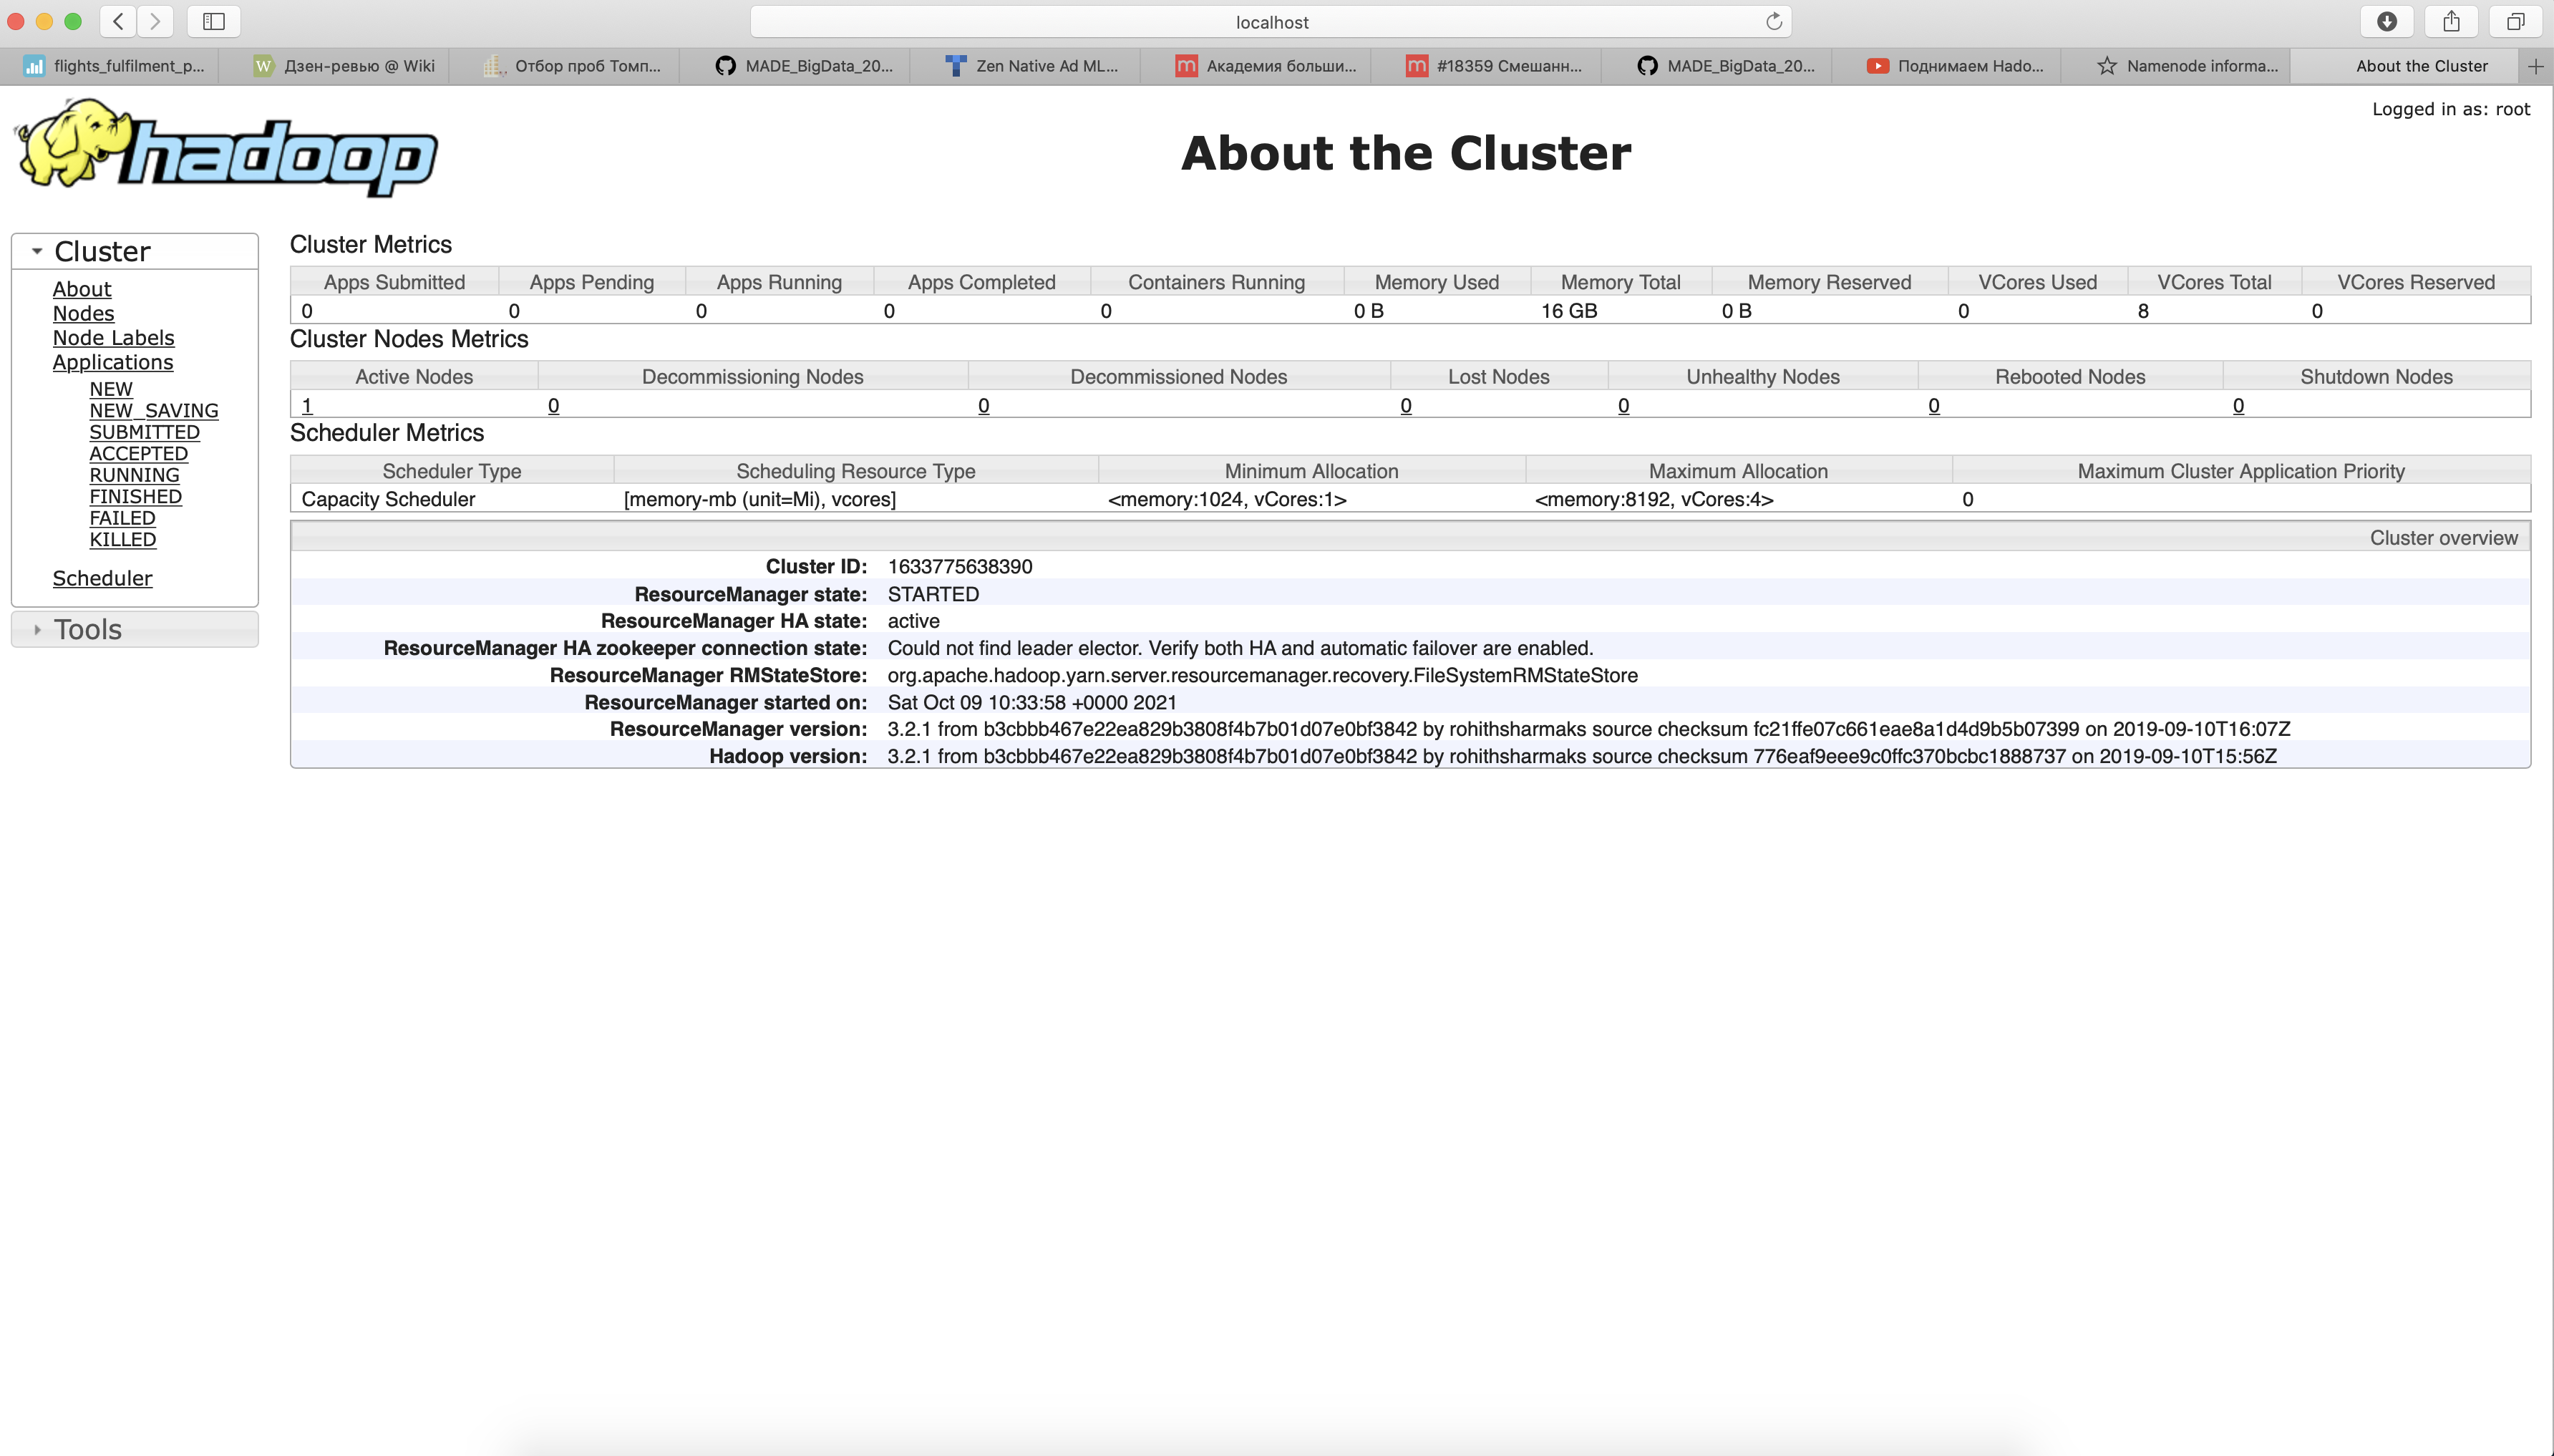 localhost
flights_fulfilment_p...
Дзен-ревью @ Wiki
Отбор проб Томп...
MADE_BigData_20...
Zen Native Ad ML...
Академия больши...
#18359 Смешанн...
MADE_BigData_20...
Поднимаем Hado...
Namenode informa...
About the Cluster
Logged in as: root
hadoop
About the Cluster
Cluster
About
Nodes
Node Labels
Applications
NEW
NEW_SAVING
SUBMITTED
ACCEPTED
RUNNING
FINISHED
FAILED
KILLED
Scheduler
Tools
Cluster Metrics
Apps Submitted Apps Pending Apps Running Apps Completed Containers Running Memory Used Memory Total Memory Reserved VCores Used VCores Total VCores Reserved
0 0 0 0 0 0 B 16 GB 0 B 0 8 0
Cluster Nodes Metrics
Active Nodes Decommissioning Nodes Decommissioned Nodes Lost Nodes Unhealthy Nodes Rebooted Nodes Shutdown Nodes
1 0 0 0 0 0 0
Scheduler Metrics
Scheduler Type Scheduling Resource Type Minimum Allocation Maximum Allocation Maximum Cluster Application Priority
Capacity Scheduler [memory-mb (unit=Mi), vcores] <memory:1024, vCores:1> <memory:8192, vCores:4> 0
Cluster overview
Cluster ID: 1633775638390
ResourceManager state: STARTED
ResourceManager HA state: active
ResourceManager HA zookeeper connection state: Could not find leader elector. Verify both HA and automatic failover are enabled.
ResourceManager RMStateStore: org.apache.hadoop.yarn.server.resourcemanager.recovery.FileSystemRMStateStore
ResourceManager started on: Sat Oct 09 10:33:58 +0000 2021
ResourceManager version: 3.2.1 from b3cbbb467e22ea829b3808f4b7b01d07e0bf3842 by rohithsharmaks source checksum fc21ffe07c661eae8a1d4d9b5b07399 on 2019-09-10T16:07Z
Hadoop version: 3.2.1 from b3cbbb467e22ea829b3808f4b7b01d07e0bf3842 by rohithsharmaks source checksum 776eaf9eee9c0ffc370bcbc1888737 on 2019-09-10T15:56Z